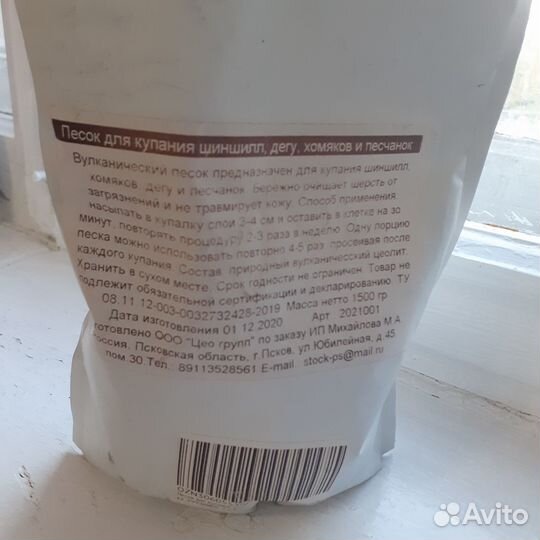 Песок для купания шиншилл, дегу, хомяков и песчанок
Вулканический песок предназначен для купания шиншилл,
хомяков, дегу и песчанок. Бережно очищает шерсть от
загрязнений и не травмирует кожу. Способ применения:
насыпать в купалку слой 3-4 см и оставить в клетке на 30
минут, повторять процедуру 2-3 раза в неделю. Одну порцию
песка можно использовать повторно 4-5 раз, просеивая после
каждого купания. Состав: природный вулканический цеолит.
Хранить в сухом месте. Срок годности не ограничен. Товар не
подлежит обязательной сертификации и декларированию. ТУ
08.11.12-003-0032732428-2019 Масса нетто 1500 гр
Дата изготовления 01.12.2020 Арт. 2021001
готовлено ООО "Цео групп" по заказу ИП Михайлова М.А.
Россия, Псковская область, г.Псков, ул.Юбилейная, д.45,
пом 30.Тел.: 89113528561 E-mail: stock-ps@mail.ru
Avito